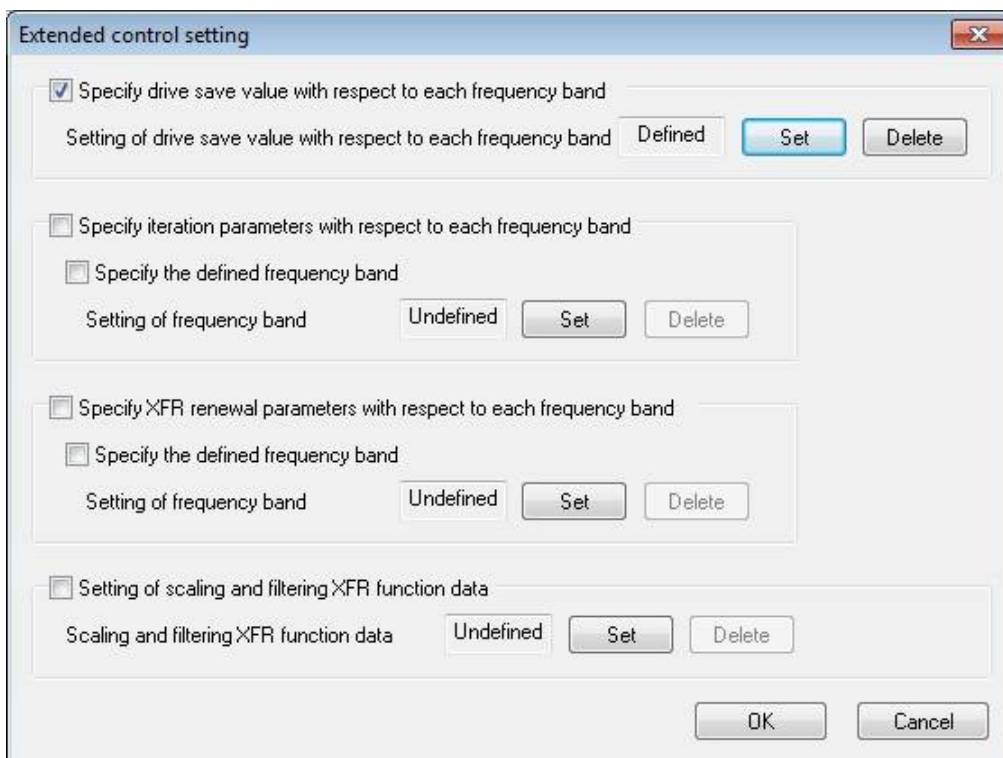 Extended control setting
Specify drive save value with respect to each frequency band
Setting of drive save value with respect to each frequency band Defined Set Delete
Specify iteration parameters with respect to each frequency band
Specify the defined frequency band
Setting of frequency band Undefined Set Delete
Specify XFR renewal parameters with respect to each frequency band
Specify the defined frequency band
Setting of frequency band Undefined Set Delete
Setting of scaling and filtering XFR function data
Scaling and filtering XFR function data Undefined Set Delete
OK Cancel